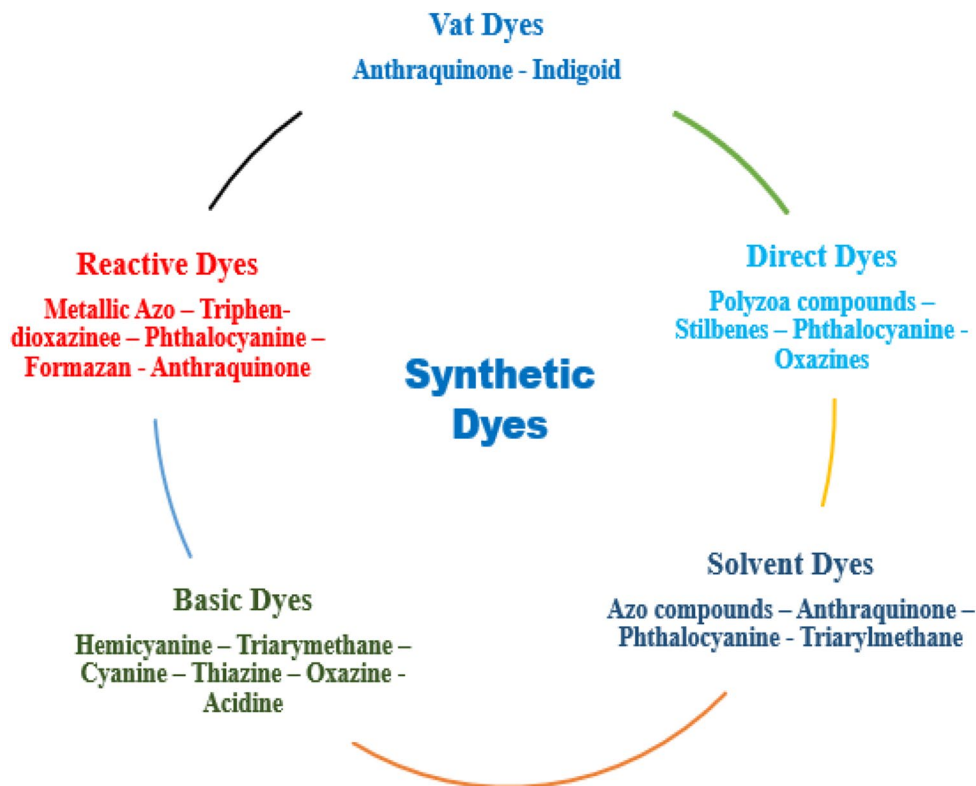 Vat Dyes
Anthraquinone - Indigoid
Reactive Dyes
Metallic Azo – Triphen-
dioxazinee – Phthalocyanine –
Formazan - Anthraquinone
Direct Dyes
Polyzoa compounds –
Stilbenes – Phthalocyanine -
Oxazines
Synthetic
Dyes
Basic Dyes
Hemicyanine – Triarymethane –
Cyanine – Thiazine – Oxazine -
Acidine
Solvent Dyes
Azo compounds – Anthraquinone –
Phthalocyanine - Triarylmethane